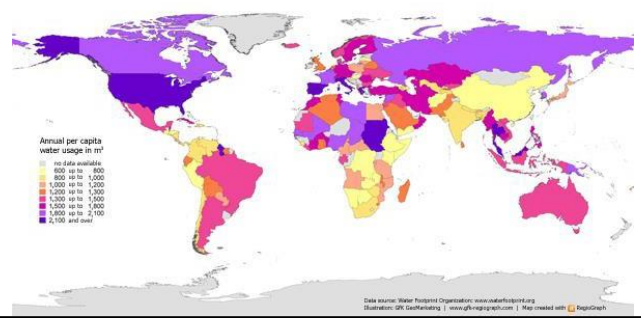 Annual per capita
water usage in m³
no data available
600 up to 800
800 up to 1,000
1,000 up to 1,200
1,200 up to 1,300
1,300 up to 1,500
1,500 up to 1,800
1,800 up to 2,100
2,100 and over
Data source: Water Footprint Organization: www.waterfootprint.org
Illustration: GfK GeoMarketing | www.gfk-regiograph.com | Map created with RegioGraph